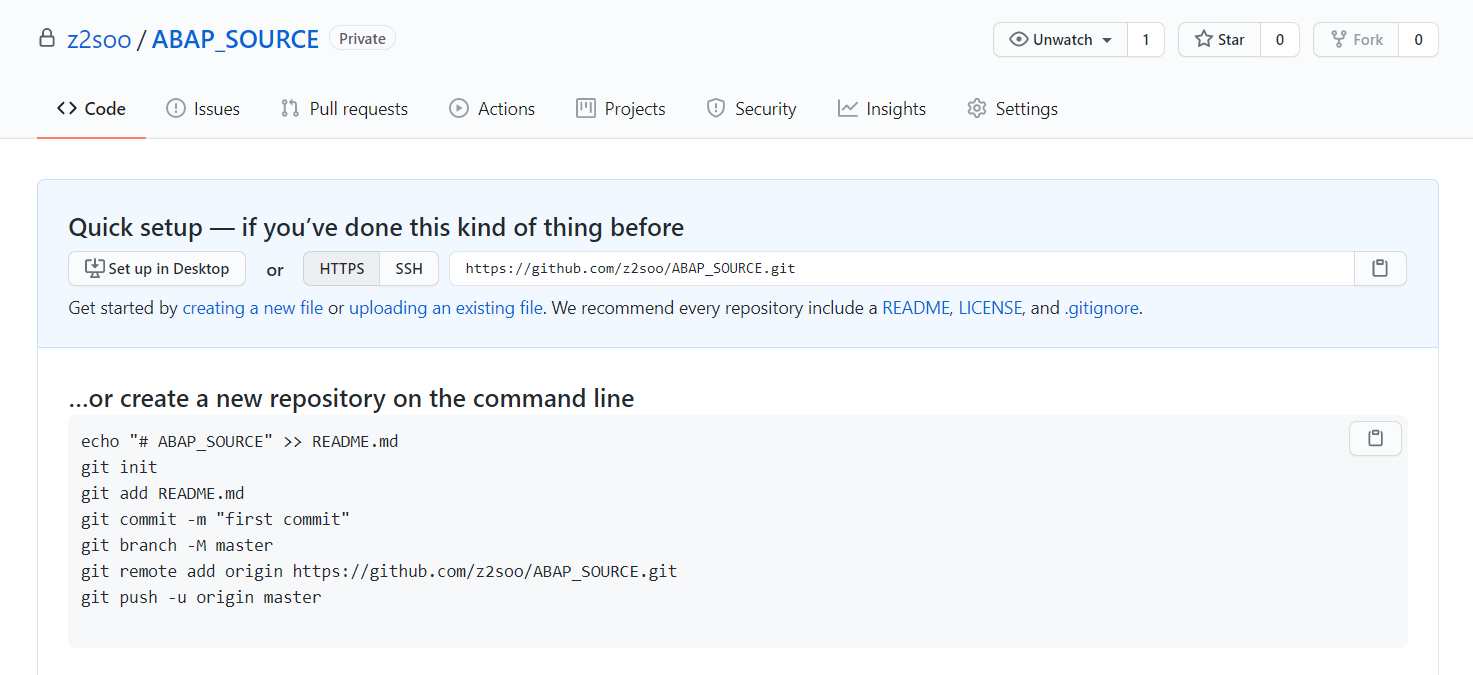 z2soo / ABAP_SOURCE Private Unwatch 1 Star 0 Fork 0
Code Issues Pull requests Actions Projects Security Insights Settings
Quick setup — if you’ve done this kind of thing before
Set up in Desktop or HTTPS SSH https://github.com/z2soo/ABAP_SOURCE.git
Get started by creating a new file or uploading an existing file. We recommend every repository include a README, LICENSE, and .gitignore.
…or create a new repository on the command line
echo "# ABAP_SOURCE" >> README.md
git init
git add README.md
git commit -m "first commit"
git branch -M master
git remote add origin https://github.com/z2soo/ABAP_SOURCE.git
git push -u origin master